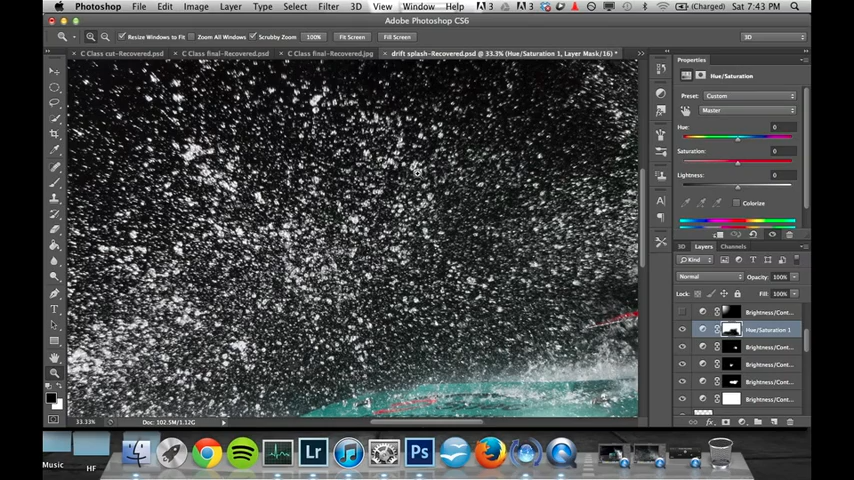 Photoshop File Edit Image Layer Type Select Filter 3D View Window Help 3 6 (Charged) Sat 7:43 PM
Adobe Photoshop CS6
Resize Windows to Fit Zoom All Windows Scrubby Zoom 100% Fit Screen Fill Screen 3D
C Class cut-Recovered.psd C Class final-Recovered.psd C Class final-Recovered.jpg drift splash-Recovered.psd @ 33.3% (Hue/Saturation 1, Layer Mask/16) *
Properties
Hue/Saturation
Preset: Custom
Master
Hue: 0
Saturation: 0
Lightness: 0
Colorize
3D Layers Channels
Kind
Normal Opacity: 100%
Lock: Fill: 100%
Brightness/Cont...
Hue/Saturation 1
Brightness/Cont...
Brightness/Cont...
Brightness/Cont...
Brightness/Cont...
33.33% Doc: 102.5M/1.12G
Music HF
Lr Ps